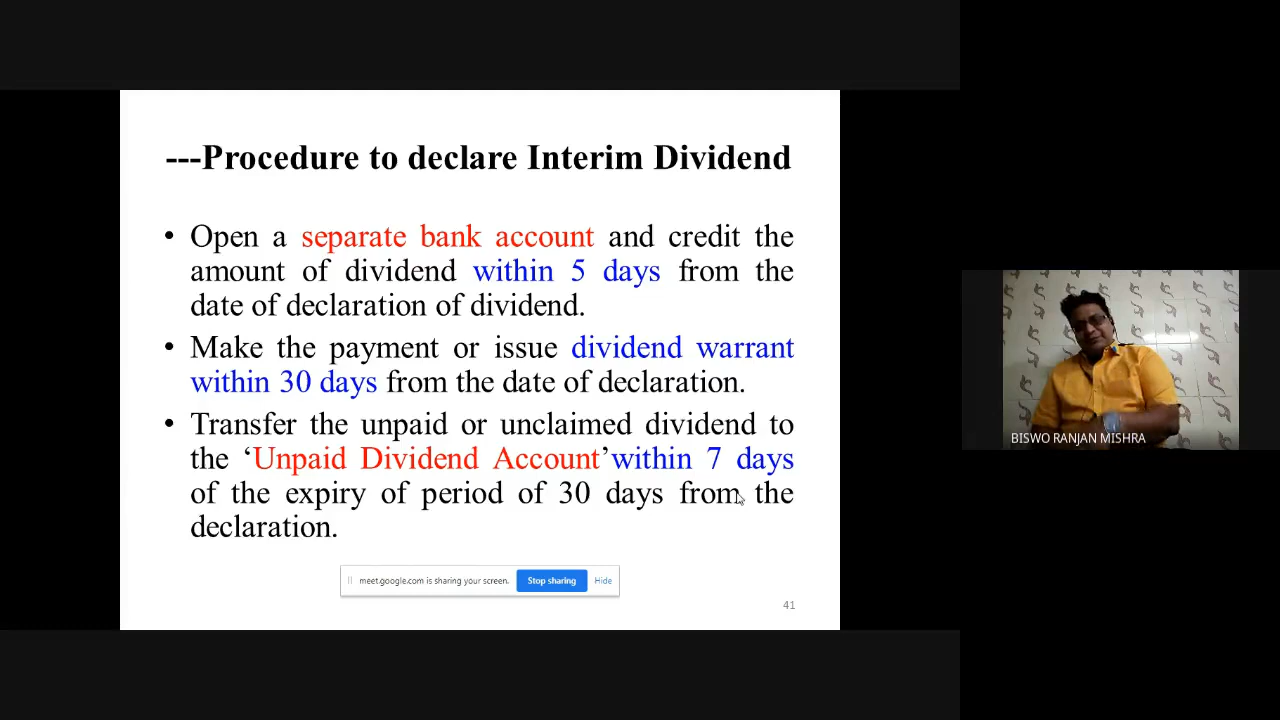 ---Procedure to declare Interim Dividend
• Open a separate bank account and credit the
amount of dividend within 5 days from the
date of declaration of dividend.
• Make the payment or issue dividend warrant
within 30 days from the date of declaration.
• Transfer the unpaid or unclaimed dividend to
the ‘Unpaid Dividend Account’within 7 days
of the expiry of period of 30 days from the
declaration.
meet.google.com is sharing your screen. Stop sharing Hide
41
BISWO RANJAN MISHRA